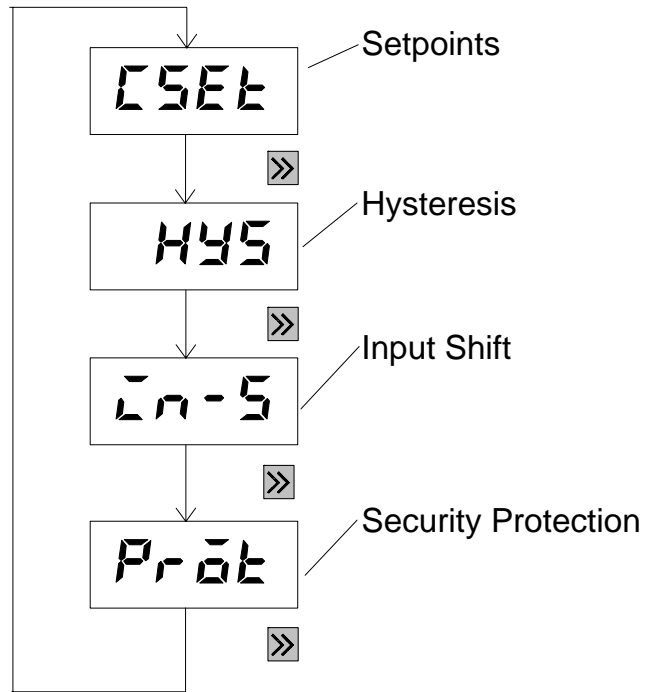 CSEt
Setpoints
»
HYS
Hysteresis
»
in-S
Input Shift
»
Prot
Security Protection
»